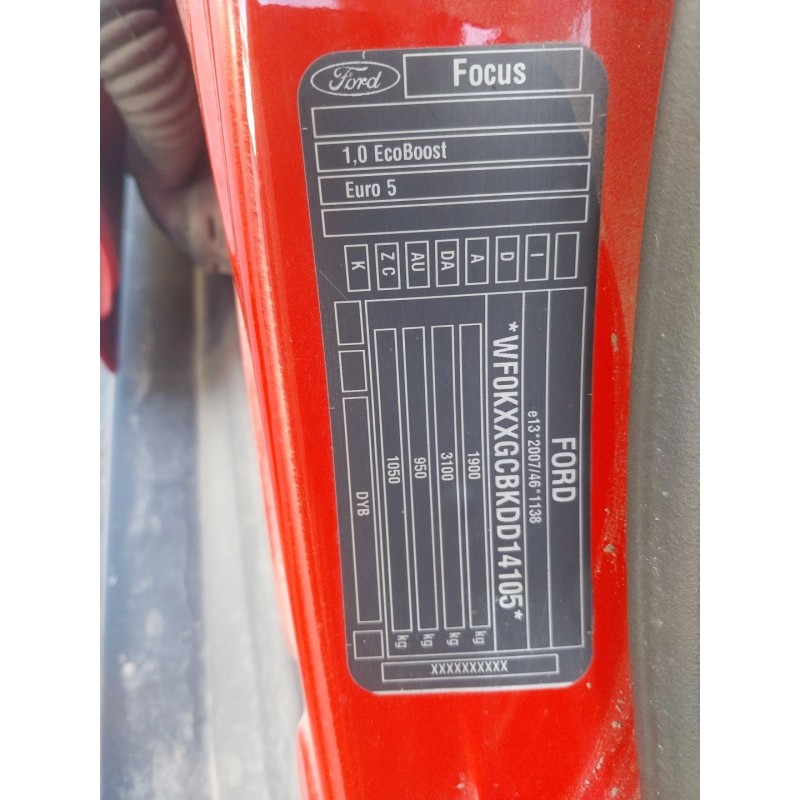 Ford
Focus
1,0 EcoBoost
Euro 5
K
Z C
AU
DA
A
D
I
FORD
e13*2007/46*1138
*WF0KXXGCBKDD14105*
1900 kg
3100 kg
950 kg
1050 kg
DYB
XXXXXXXXXX